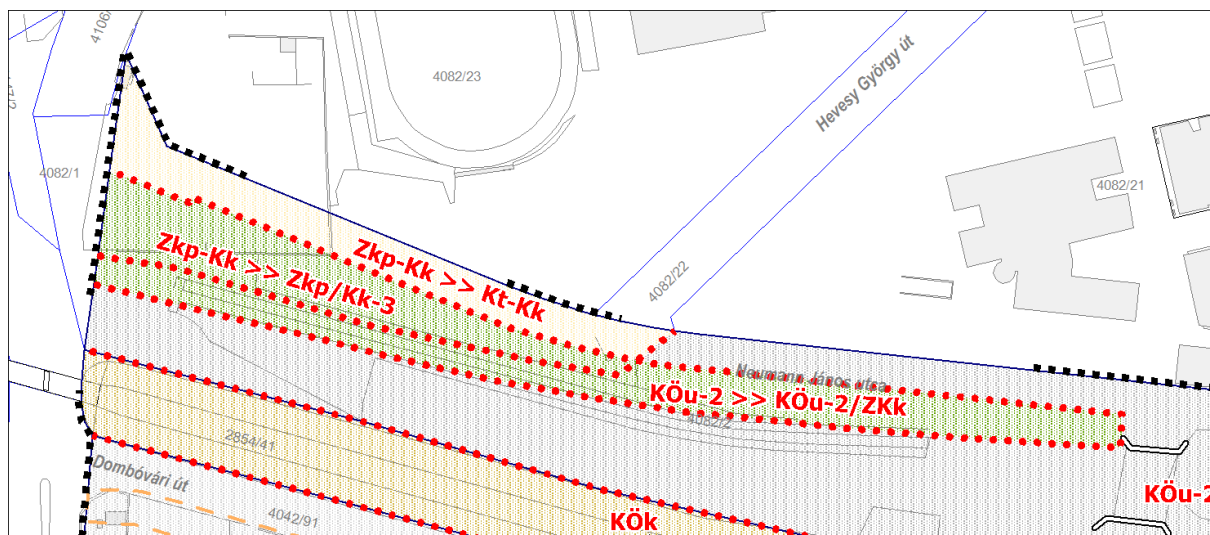 4106/
4082/23
Hevesy György út
4082/1
4082/21
Zkp-Kk >> Kt-Kk
Zkp-Kk >> Zkp/Kk-3
4082/22
Neumann János utca
KÖu-2 >> KÖu-2/ZKk
4082/2
2854/41
Dombóvári út
KÖu-2
4042/91
KÖk